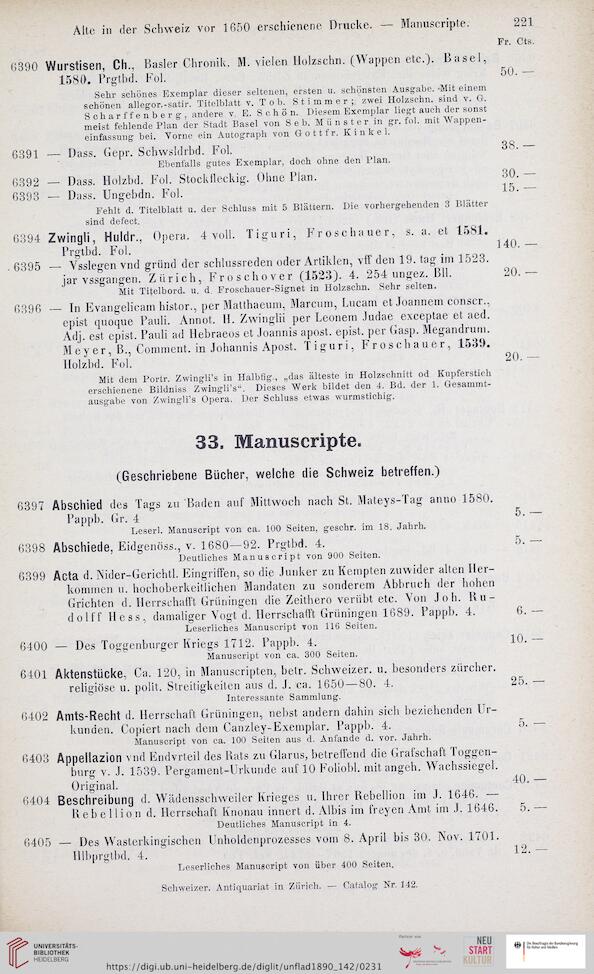 Alte in der Schweiz vor 1650 erschienene Drucke. — Manuscripte. 221
Fr. Cts.
6390 Wurstisen, Ch., Basler Chronik. M. vielen Holzschn. (Wappen etc.). Basel,
1580. Prgtbd. Fol. 50. —
Sehr schönes Exemplar dieser seltenen, ersten u. schönsten Ausgabe. Mit einem
schönen allegor.-satir. Titelblatt v. Tob. Stimmer; zwei Holzschn. sind v. G.
Scharffenberg, andere v. E. Schön. Diesem Exemplar liegt auch der sonst
meist fehlende Plan der Stadt Basel von Seb. Münster in gr. fol. mit Wappen-
einfassung bei. Vorne ein Autograph von Gottfr. Kinkel.
6391 — Dass. Gepr. Schwsldrbd. Fol. 38. —
Ebenfalls gutes Exemplar, doch ohne den Plan.
6392 — Dass. Holzbd. Fol. Stockfleckig. Ohne Plan. 30. —
6393 — Dass. Ungebdn. Fol. 15. —
Fehlt d. Titelblatt u. der Schluss mit 5 Blättern. Die vorhergehenden 3 Blätter
sind defect.
6394 Zwingli, Huldr., Opera. 4 voll. Tiguri, Froschauer, s. a. et 1581.
Prgtbd. Fol. 140. —
6395 — Vsslegen vnd gründ der schlussreden oder Artiklen, vff den 19. tag im 1523.
jar vssgangen. Zürich, Froschover (1523). 4. 254 ungez. Bll. 20. —
Mit Titelbord. u. d. Froschauer-Signet in Holzschn. Sehr selten.
6396 — In Evangelicam histor., per Matthaeum, Marcum, Lucam et Joannem conscr.,
epist quoque Pauli. Annot. H. Zwinglii per Leonem Judae exceptae et aed.
Adj. est epist. Pauli ad Hebraeos et Joannis apost. epist. per Gasp. Megandrum.
Meyer, B., Comment. in Johannis Apost. Tiguri, Froschauer, 1539.
Holzbd. Fol. 20. —
Mit dem Portr. Zwingli's in Halbfig., „das älteste in Holzschnitt od. Kupferstich
erschienene Bildniss Zwingli's“. Dieses Werk bildet den 4. Bd. der 1. Gesammt-
ausgabe von Zwingli's Opera. Der Schluss etwas wurmstichig.
33. Manuscripte.
(Geschriebene Bücher, welche die Schweiz betreffen.)
6397 Abschied des Tags zu Baden auf Mittwoch nach St. Mateys-Tag anno 1580.
Pappb. Gr. 4 5. —
Leserl. Manuscript von ca. 100 Seiten, geschr. im 18. Jahrh.
6398 Abschiede, Eidgenöss., v. 1680—92. Prgtbd. 4. 5. —
Deutliches Manuscript von 900 Seiten.
6399 Acta d. Nider-Gerichtl. Eingriffen, so die Junker zu Kempten zuwider alten Her-
kommen u. hochoberkeitlichen Mandaten zu sonderem Abbruch der hohen
Grichten d. Herrschafft Grüningen die Zeithero verübt etc. Von Joh. Ru-
dolff Hess, damaliger Vogt d. Herrschafft Grüningen 1689. Pappb. 4. 6. —
Leserliches Manuscript von 116 Seiten.
6400 — Des Toggenburger Kriegs 1712. Pappb. 4. 10. —
Manuscript von ca. 300 Seiten.
6401 Aktenstücke, Ca. 120, in Manuscripten, betr. Schweizer. u. besonders zürcher.
religiöse u. polit. Streitigkeiten aus d. J. ca. 1650—80. 4. 25. —
Interessante Sammlung.
6402 Amts-Recht d. Herrschaft Grüningen, nebst andern dahin sich beziehenden Ur-
kunden. Copiert nach dem Canzley-Exemplar. Pappb. 4. 5. —
Manuscript von ca. 100 Seiten aus d. Anfande d. vor. Jahrh.
6403 Appellazion vnd Endvrteil des Rats zu Glarus, betreffend die Grafschaft Toggen-
burg v. J. 1539. Pergament-Urkunde auf 10 Foliobl. mit angeh. Wachssiegel.
Original. 40. —
6404 Beschreibung d. Wädensschweiler Krieges u. Ihrer Rebellion im J. 1646. —
Rebellion d. Herrschaft Knonau innert d. Albis im freyen Amt im J. 1646. 5. —
Deutliches Manuscript in 4.
6405 — Des Wasterkingischen Unholdenprozesses vom 8. April bis 30. Nov. 1701.
Hlbprgtbd. 4. 12. —
Leserliches Manuscript von über 400 Seiten.
Schweizer. Antiquariat in Zürich. — Catalog Nr. 142.
UNIVERSITÄTS-
BIBLIOTHEK
HEIDELBERG
https://digi.ub.uni-heidelberg.de/diglit/unflad1890_142/0231
NEU
START
KULTUR